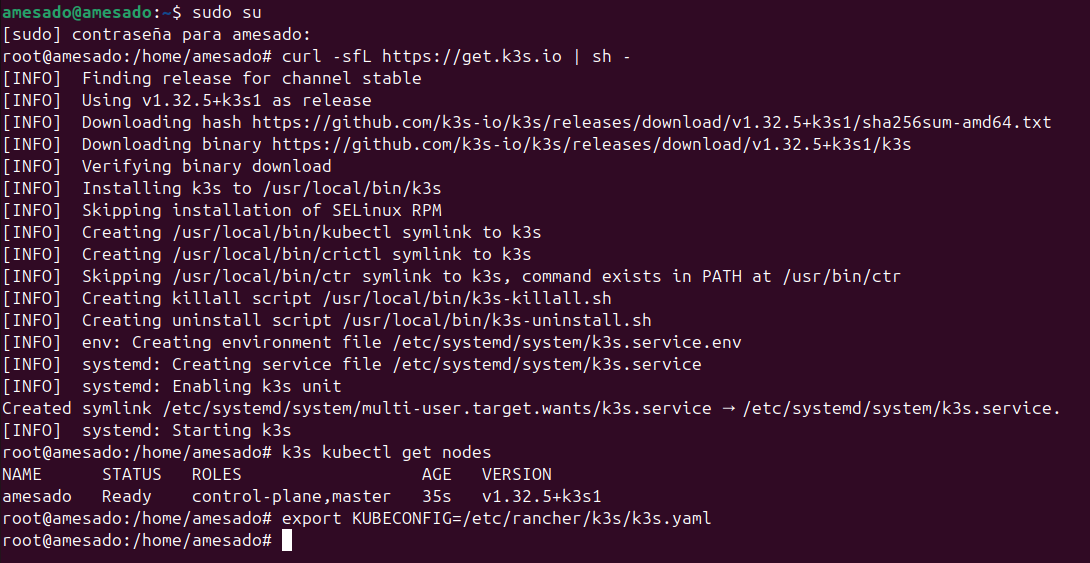 amesado@amesado:~$ sudo su
[sudo] contraseña para amesado:
root@amesado:/home/amesado# curl -sfL https://get.k3s.io | sh -
[INFO]  Finding release for channel stable
[INFO]  Using v1.32.5+k3s1 as release
[INFO]  Downloading hash https://github.com/k3s-io/k3s/releases/download/v1.32.5+k3s1/sha256sum-amd64.txt
[INFO]  Downloading binary https://github.com/k3s-io/k3s/releases/download/v1.32.5+k3s1/k3s
[INFO]  Verifying binary download
[INFO]  Installing k3s to /usr/local/bin/k3s
[INFO]  Skipping installation of SELinux RPM
[INFO]  Creating /usr/local/bin/kubectl symlink to k3s
[INFO]  Creating /usr/local/bin/crictl symlink to k3s
[INFO]  Skipping /usr/local/bin/ctr symlink to k3s, command exists in PATH at /usr/bin/ctr
[INFO]  Creating killall script /usr/local/bin/k3s-killall.sh
[INFO]  Creating uninstall script /usr/local/bin/k3s-uninstall.sh
[INFO]  env: Creating environment file /etc/systemd/system/k3s.service.env
[INFO]  systemd: Creating service file /etc/systemd/system/k3s.service
[INFO]  systemd: Enabling k3s unit
Created symlink /etc/systemd/system/multi-user.target.wants/k3s.service → /etc/systemd/system/k3s.service.
[INFO]  systemd: Starting k3s
root@amesado:/home/amesado# k3s kubectl get nodes
NAME      STATUS   ROLES                  AGE   VERSION
amesado   Ready    control-plane,master   35s   v1.32.5+k3s1
root@amesado:/home/amesado# export KUBECONFIG=/etc/rancher/k3s/k3s.yaml
root@amesado:/home/amesado#